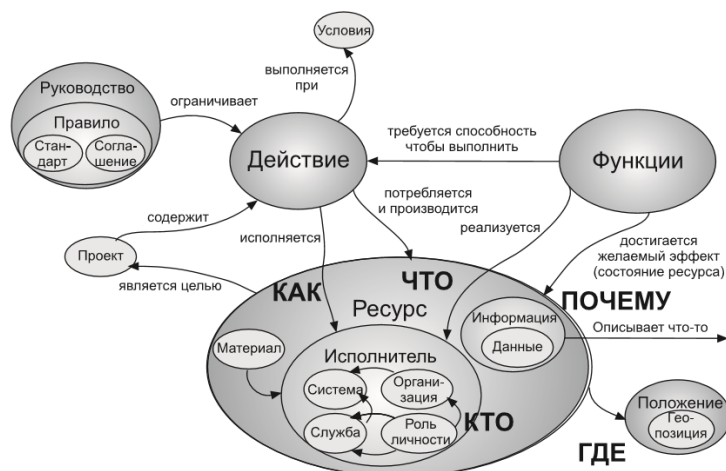 Условия
выполняется
при
Руководство
Правило
Стан-
дарт
Согла-
шение
ограничивает
Действие
требуется способность
чтобы выполнить
Функции
потребляется
и производится
содержит
исполняется
реализуется
Проект
достигается
желаемый эффект
(состояние ресурса)
является целью
КАК
ЧТО
ПОЧЕМУ
Ресурс
Информация
Данные
Описывает что-то
Материал
Исполнитель
Система
Органи-
зация
Служба
Роль
личности
КТО
Положение
Гео-
позиция
ГДЕ